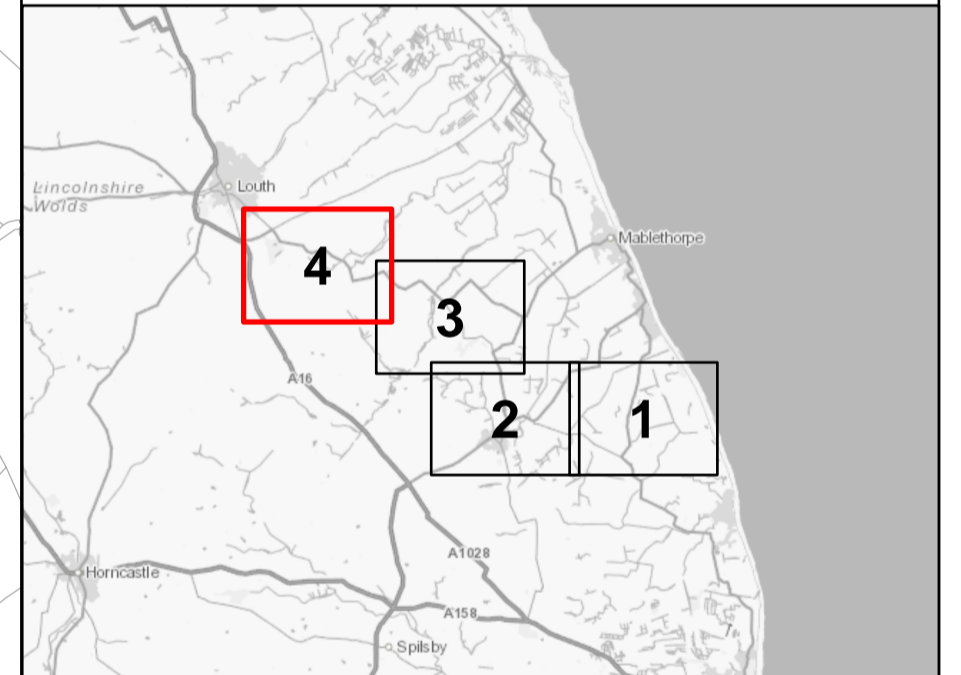 Louth
Lincolnshire
Wolds
Mablethorpe
4
3
A16
2
1
A1028
Horncastle
A158
Spilsby